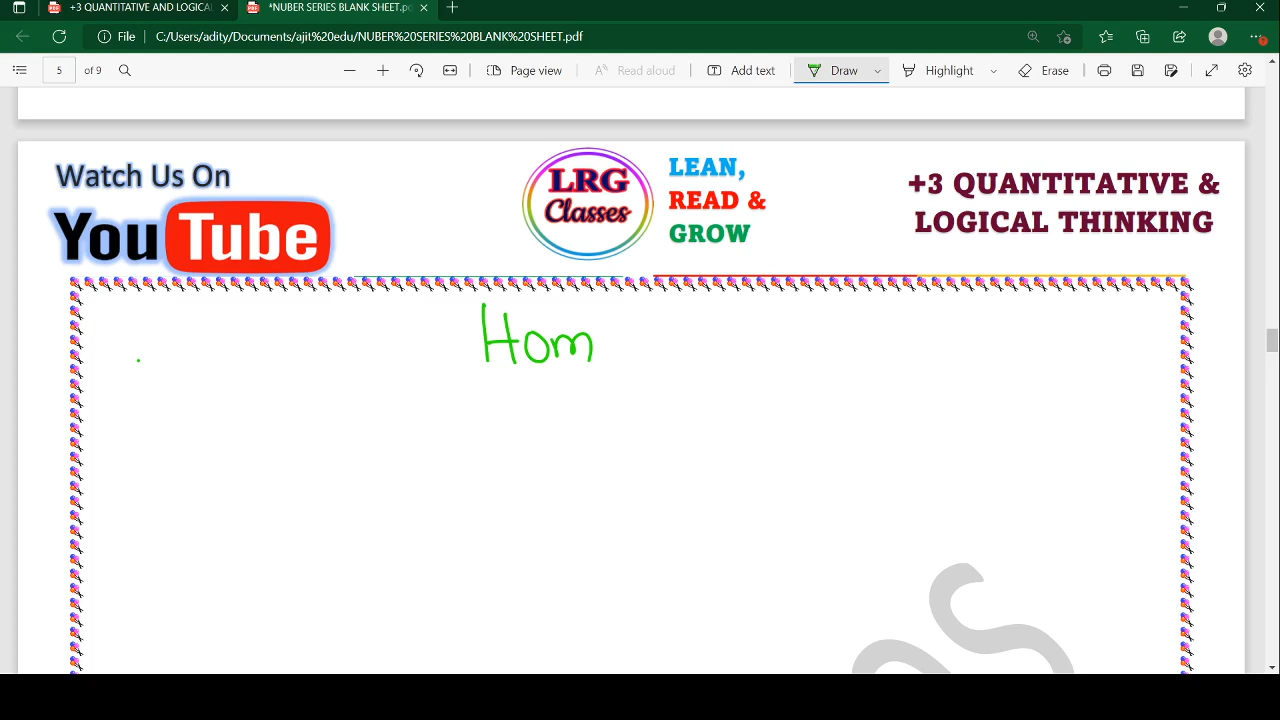 +3 QUANTITATIVE AND LOGICAL
*NUBER SERIES BLANK SHEET.pd
File C:/Users/adity/Documents/ajit%20edu/NUBER%20SERIES%20BLANK%20SHEET.pdf
5 of 9 Page view Read aloud Add text Draw Highlight Erase
Watch Us On
YouTube
LRG
Classes
LEAN,
READ &
GROW
+3 QUANTITATIVE &
LOGICAL THINKING
Hom